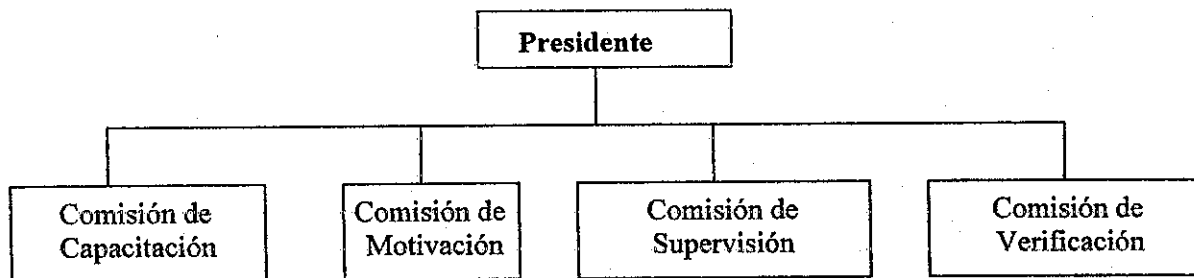 Presidente
Comisión de
Capacitación
Comisión de
Motivación
Comisión de
Supervisión
Comisión de
Verificación